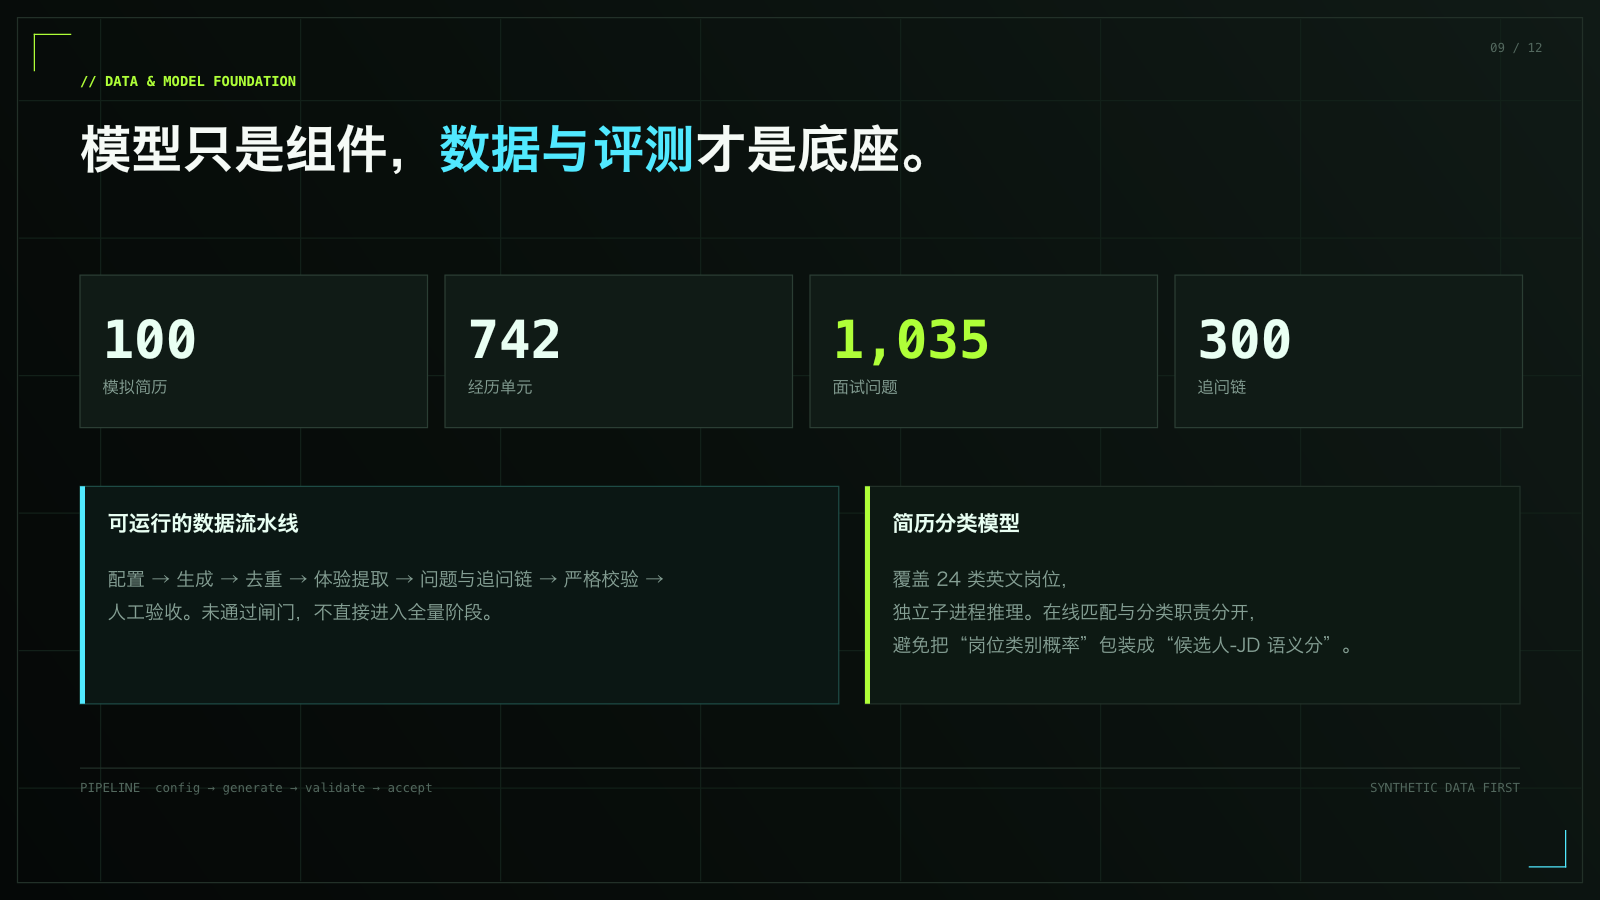 09 / 12
// DATA & MODEL FOUNDATION
模型只是组件，数据与评测才是底座。
100
模拟简历
742
经历单元
1,035
面试问题
300
追问链
可运行的数据流水线
配置 → 生成 → 去重 → 体验提取 → 问题与追问链 → 严格校验 →
人工验收。未通过闸门，不直接进入全量阶段。
简历分类模型
覆盖 24 类英文岗位，
独立子进程推理。在线匹配与分类职责分开，
避免把“岗位类别概率”包装成“候选人-JD 语义分”。
PIPELINE config → generate → validate → accept
SYNTHETIC DATA FIRST